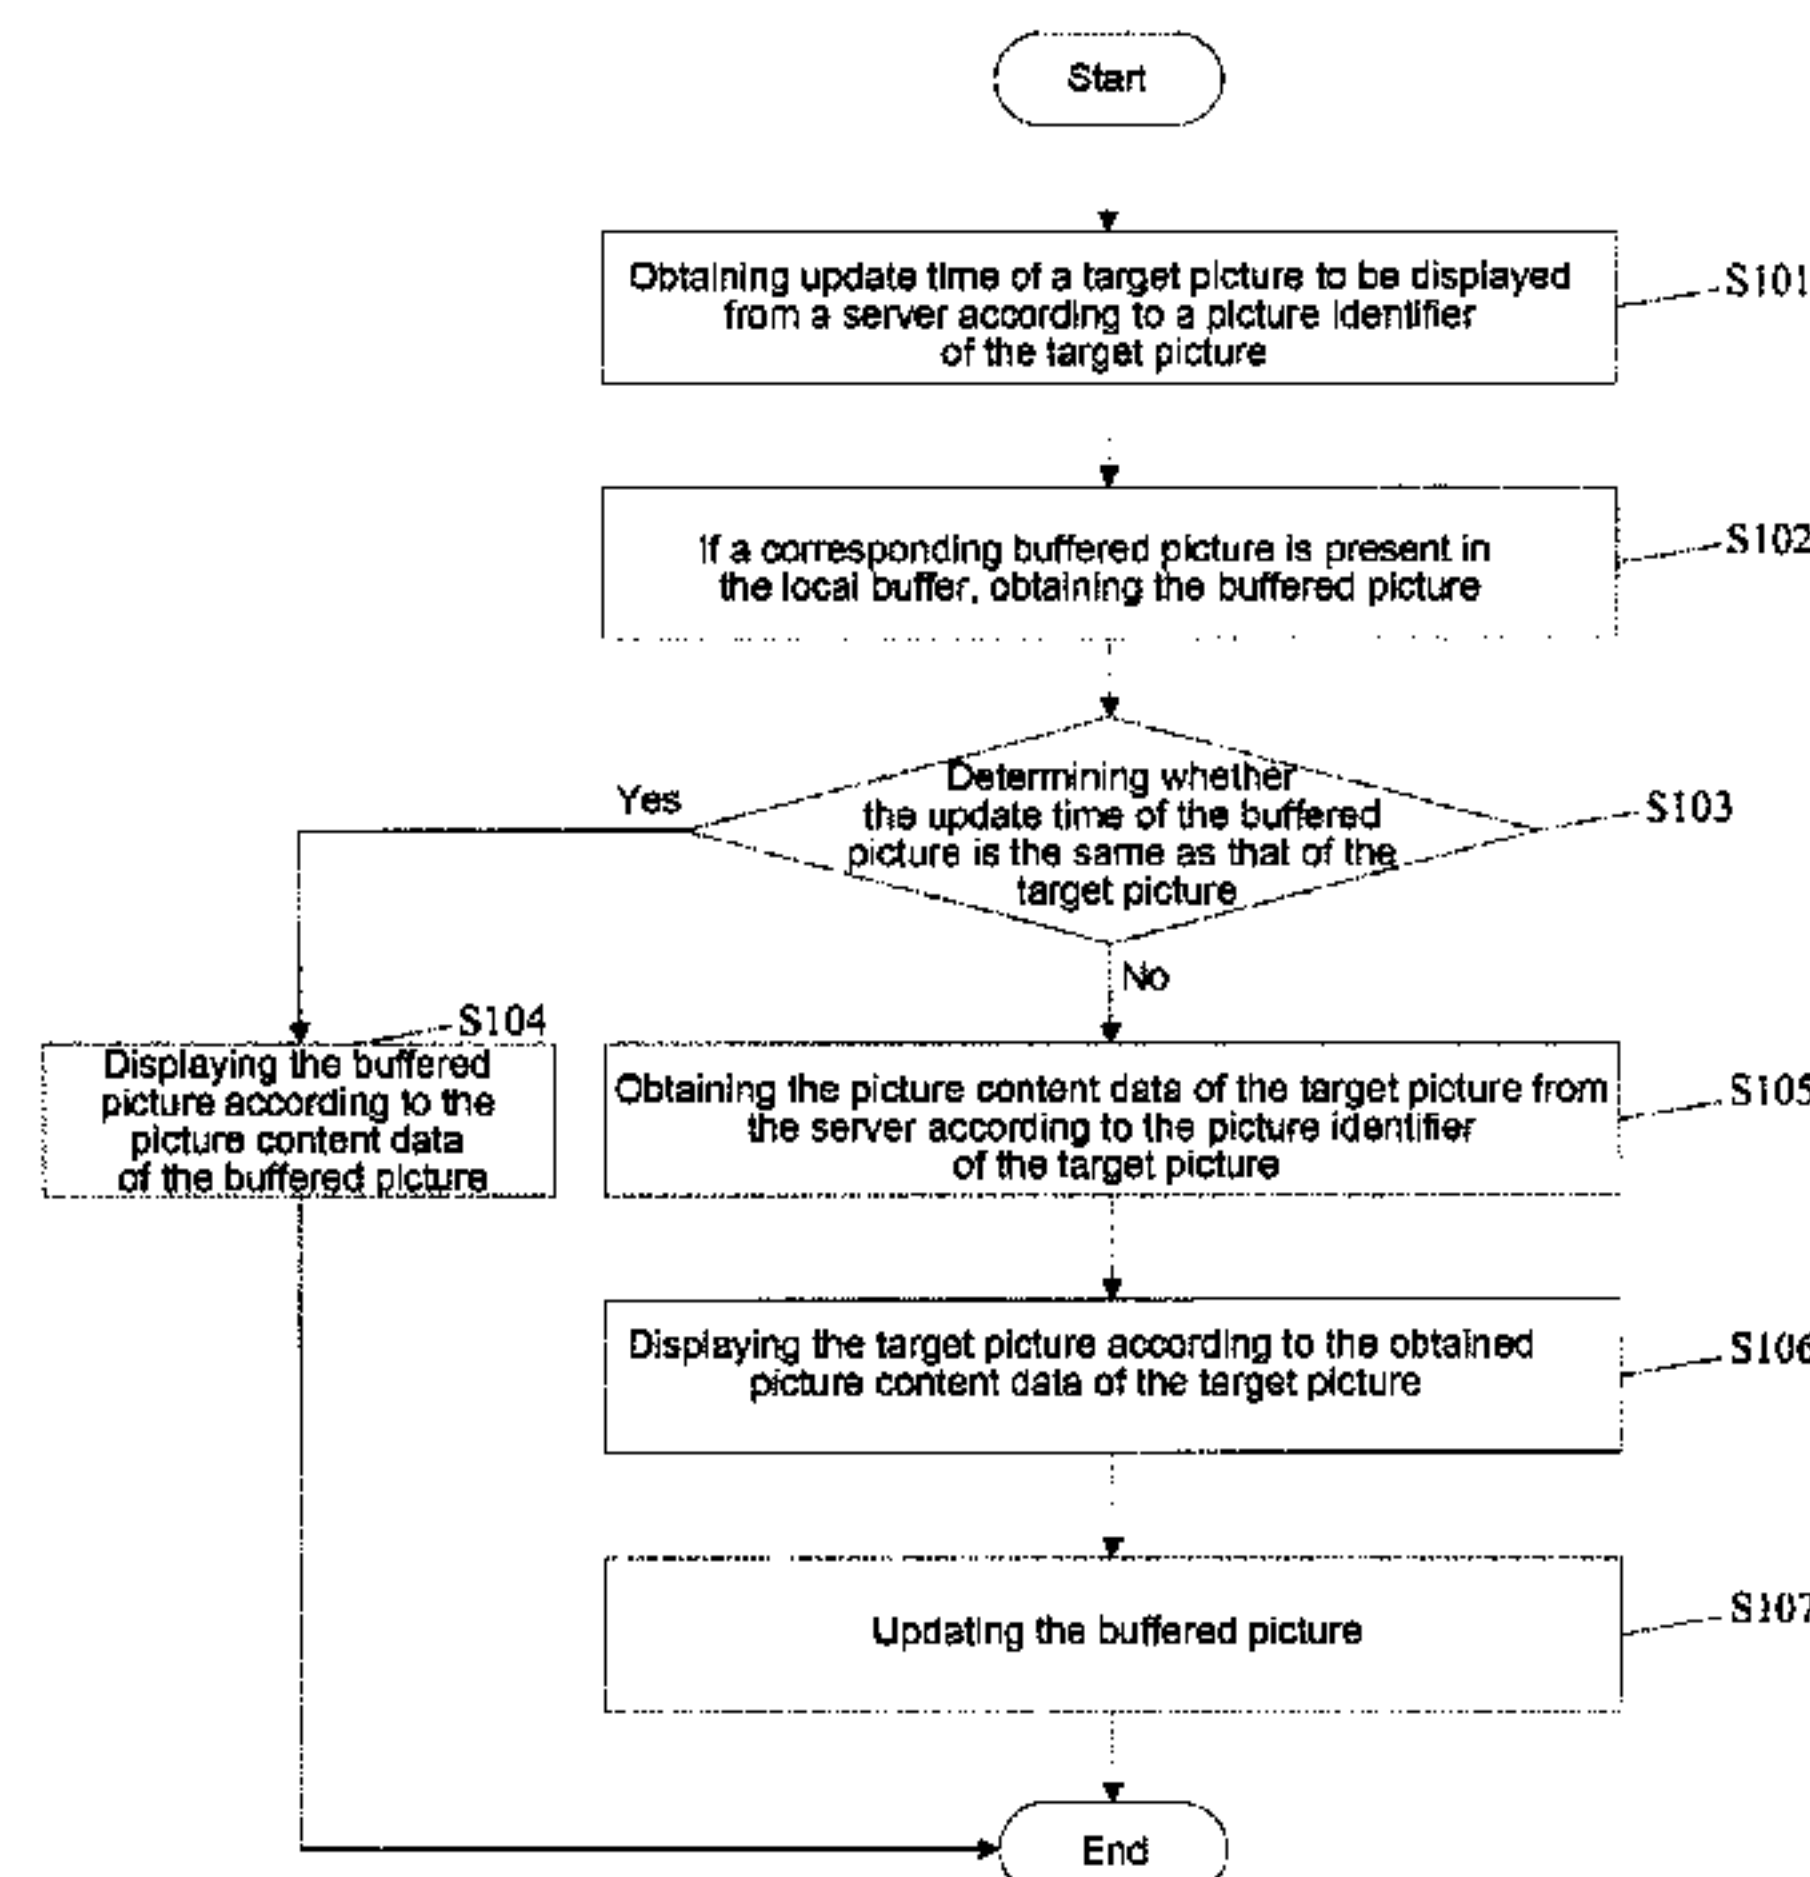 Start
Obtaining update time of a target picture to be displayed
from a server according to a picture identifier
of the target picture
S101
If a corresponding buffered picture is present in
the local buffer, obtaining the buffered picture
S102
Determining whether
the update time of the buffered
picture is the same as that of the
target picture
S103
Yes
No
S104
Displaying the buffered
picture according to the
picture content data
of the buffered picture
Obtaining the picture content data of the target picture from
the server according to the picture identifier
of the target picture
S105
Displaying the target picture according to the obtained
picture content data of the target picture
S106
Updating the buffered picture
S107
End